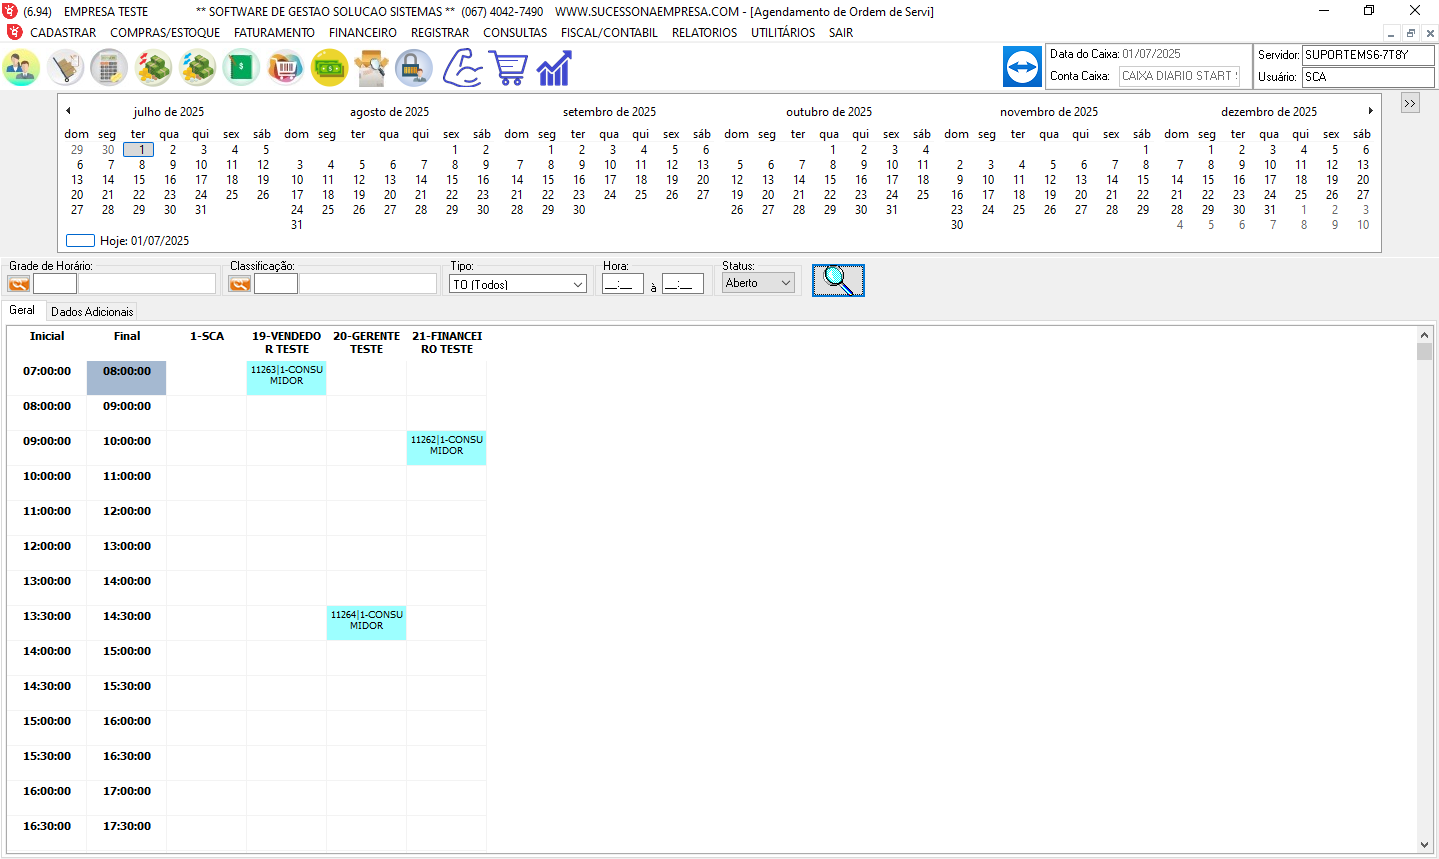 (6.94) EMPRESA TESTE ** SOFTWARE DE GESTAO SOLUCAO SISTEMAS ** (067) 4042-7490 WWW.SUCESSONAEMPRESA.COM - [Agendamento de Ordem de Servi]
CADASTRAR COMPRAS/ESTOQUE FATURAMENTO FINANCEIRO REGISTRAR CONSULTAS FISCAL/CONTABIL RELATORIOS UTILITÁRIOS SAIR
Data do Caixa: 01/07/2025 Servidor: SUPORTEMS6-7T8Y
Conta Caixa: CAIXA DIARIO START S Usuário: SCA
>>
julho de 2025 agosto de 2025 setembro de 2025 outubro de 2025 novembro de 2025 dezembro de 2025
dom seg ter qua qui sex sáb dom seg ter qua qui sex sáb dom seg ter qua qui sex sáb dom seg ter qua qui sex sáb dom seg ter qua qui sex sáb dom seg ter qua qui sex sáb
29 30 1 2 3 4 5 1 2 1 2 3 4 5 6 1 2 3 4 1 1 2 3 4 5 6
6 7 8 9 10 11 12 3 4 5 6 7 8 9 7 8 9 10 11 12 13 5 6 7 8 9 10 11 2 3 4 5 6 7 8 7 8 9 10 11 12 13
13 14 15 16 17 18 19 10 11 12 13 14 15 16 14 15 16 17 18 19 20 12 13 14 15 16 17 18 9 10 11 12 13 14 15 14 15 16 17 18 19 20
20 21 22 23 24 25 26 17 18 19 20 21 22 23 21 22 23 24 25 26 27 19 20 21 22 23 24 25 16 17 18 19 20 21 22 21 22 23 24 25 26 27
27 28 29 30 31 24 25 26 27 28 29 30 28 29 30 26 27 28 29 30 31 23 24 25 26 27 28 29 28 29 30 31 1 2 3
31 30 4 5 6 7 8 9 10
Hoje: 01/07/2025
Grade de Horário: Classificação: Tipo: Hora: Status:
TO (Todos) __:__ à __:__ Aberto
Geral Dados Adicionais
Inicial Final 1-SCA 19-VENDEDO 20-GERENTE 21-FINANCEI
R TESTE TESTE RO TESTE
07:00:00 08:00:00 11263|1-CONSU
MIDOR
08:00:00 09:00:00
09:00:00 10:00:00 11262|1-CONSU
MIDOR
10:00:00 11:00:00
11:00:00 12:00:00
12:00:00 13:00:00
13:00:00 14:00:00
13:30:00 14:30:00 11264|1-CONSU
MIDOR
14:00:00 15:00:00
14:30:00 15:30:00
15:00:00 16:00:00
15:30:00 16:30:00
16:00:00 17:00:00
16:30:00 17:30:00